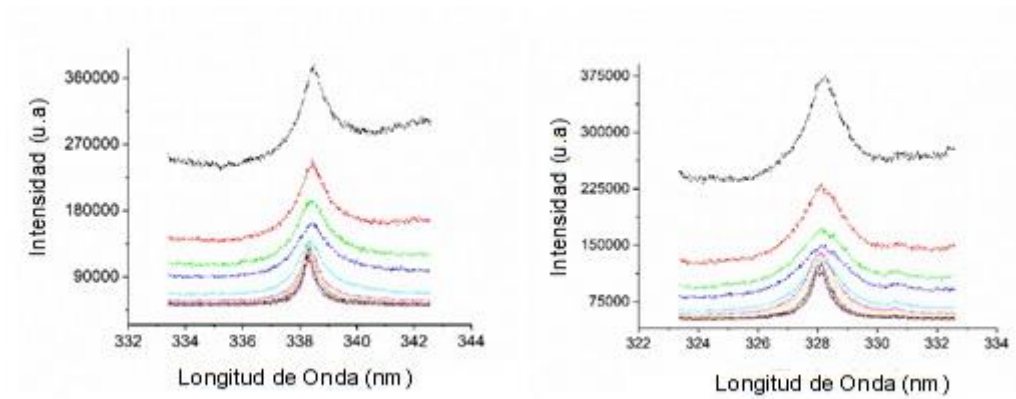 Intensidad (u.a)
360000
270000
180000
90000
332 334 336 338 340 342 344
Longitud de Onda (nm)
Intensidad (u.a)
375000
300000
225000
150000
75000
322 324 326 328 330 332 334
Longitud de Onda (nm)